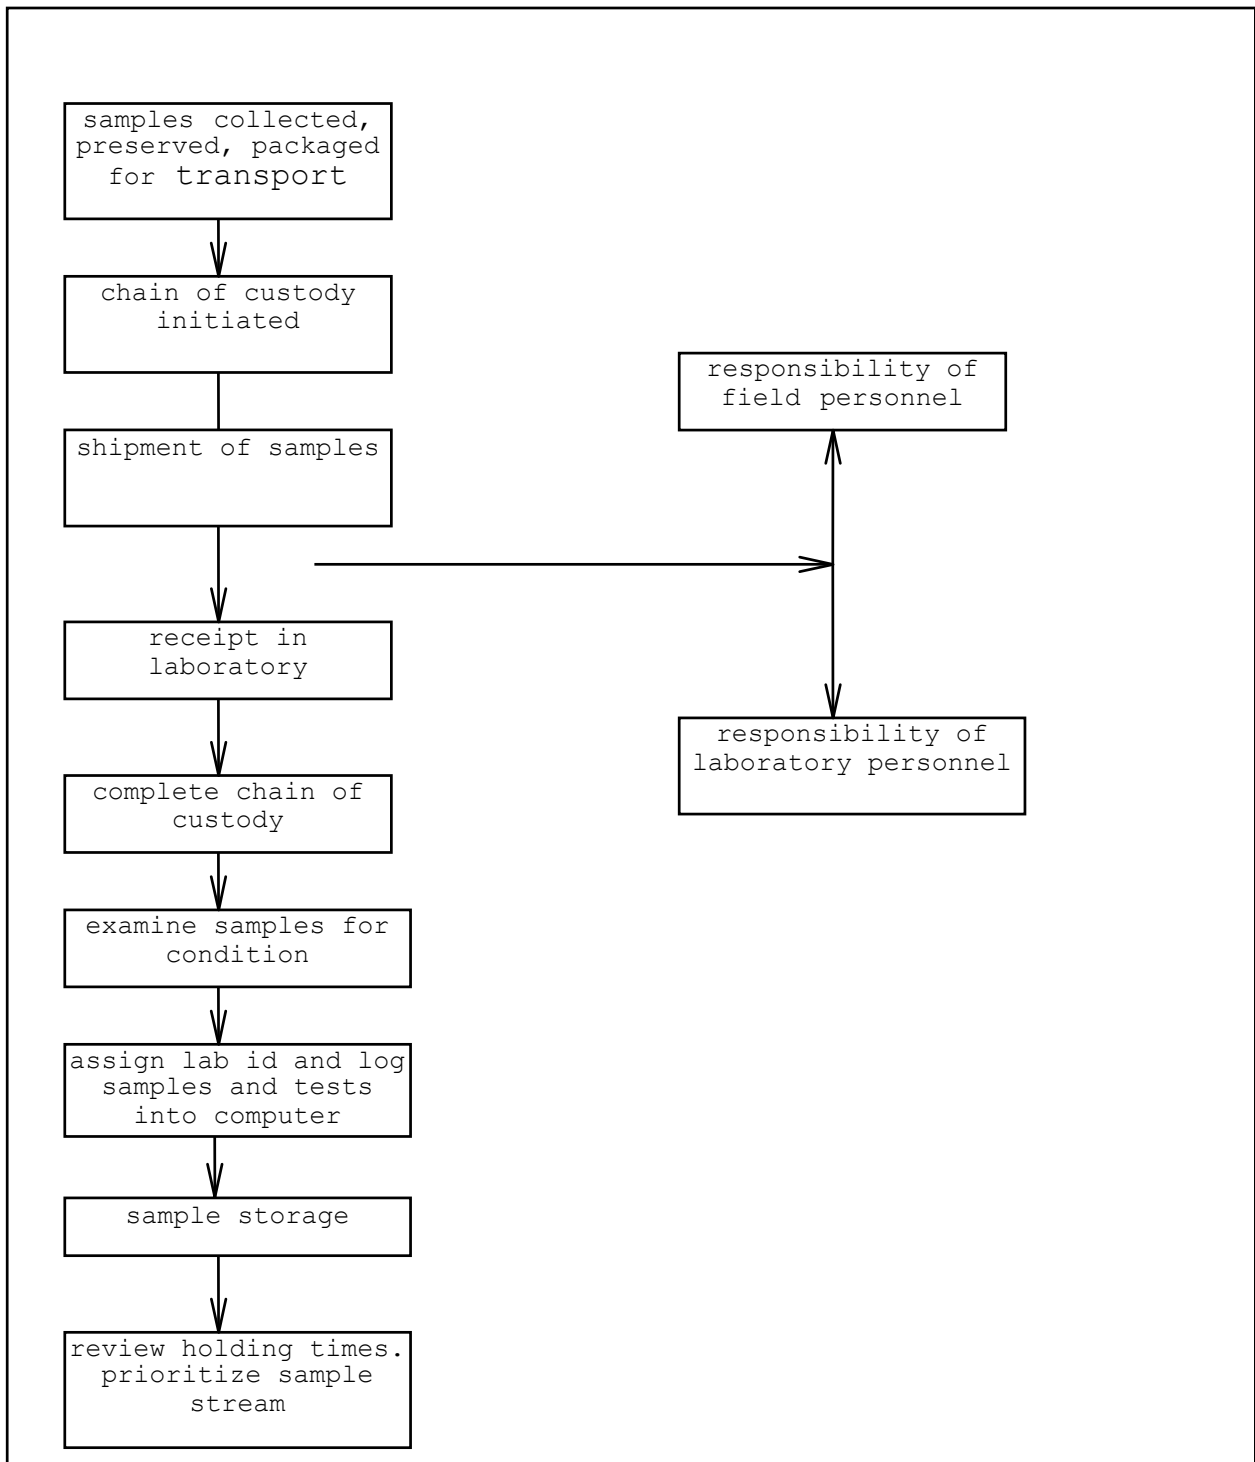 samples collected,
preserved, packaged
for transport
chain of custody
initiated
shipment of samples
responsibility of
field personnel
receipt in
laboratory
responsibility of
laboratory personnel
complete chain of
custody
examine samples for
condition
assign lab id and log
samples and tests
into computer
sample storage
review holding times.
prioritize sample
stream